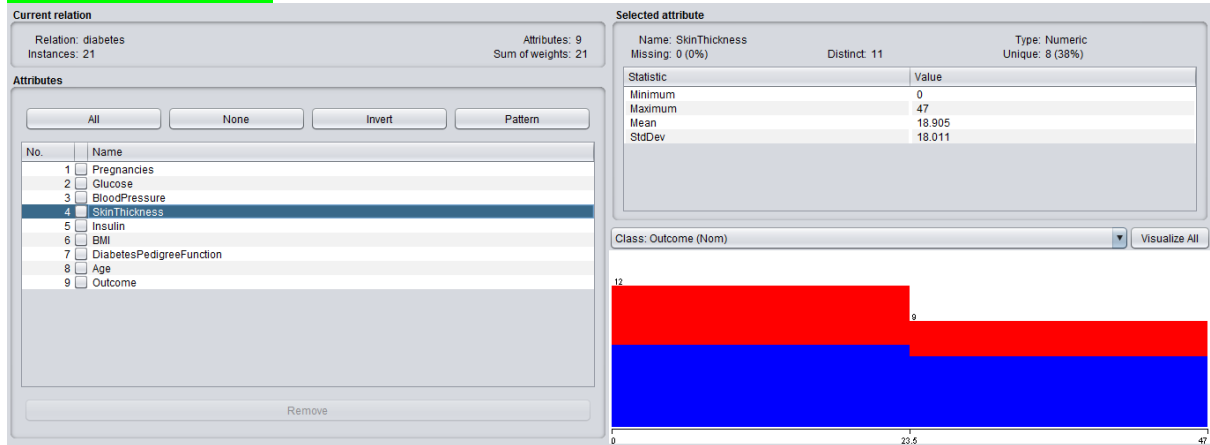 Current relation
Relation: diabetes Attributes: 9
Instances: 21 Sum of weights: 21
Attributes
All None Invert Pattern
No. Name
1 Pregnancies
2 Glucose
3 BloodPressure
4 SkinThickness
5 Insulin
6 BMI
7 DiabetesPedigreeFunction
8 Age
9 Outcome
Remove
Selected attribute
Name: SkinThickness Type: Numeric
Missing: 0 (0%) Distinct: 11 Unique: 8 (38%)
Statistic Value
Minimum 0
Maximum 47
Mean 18.905
StdDev 18.011
Class: Outcome (Nom) Visualize All
12
9
0 23.5 47